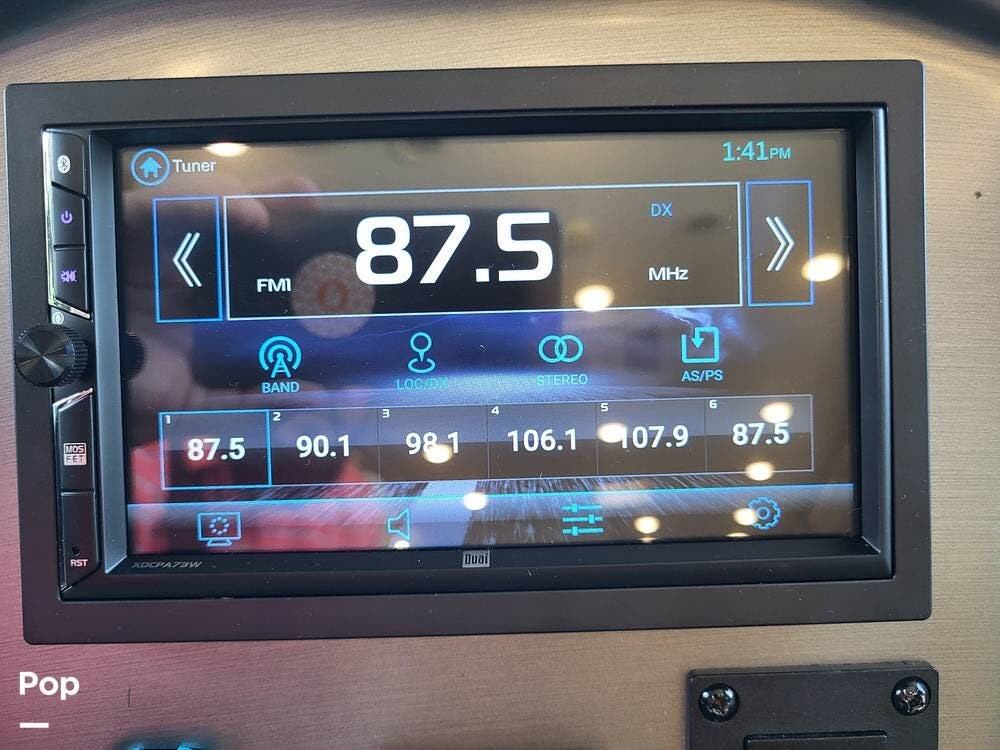 Tuner
1:41PM
DX
87.5
FM1
MHz
BAND
LOC/DX
STEREO
AS/PS
1
2
3
4
5
6
87.5
90.1
98.1
106.1
107.9
87.5
MOS
FET
RST
XDCPA73W
Dual
Pop